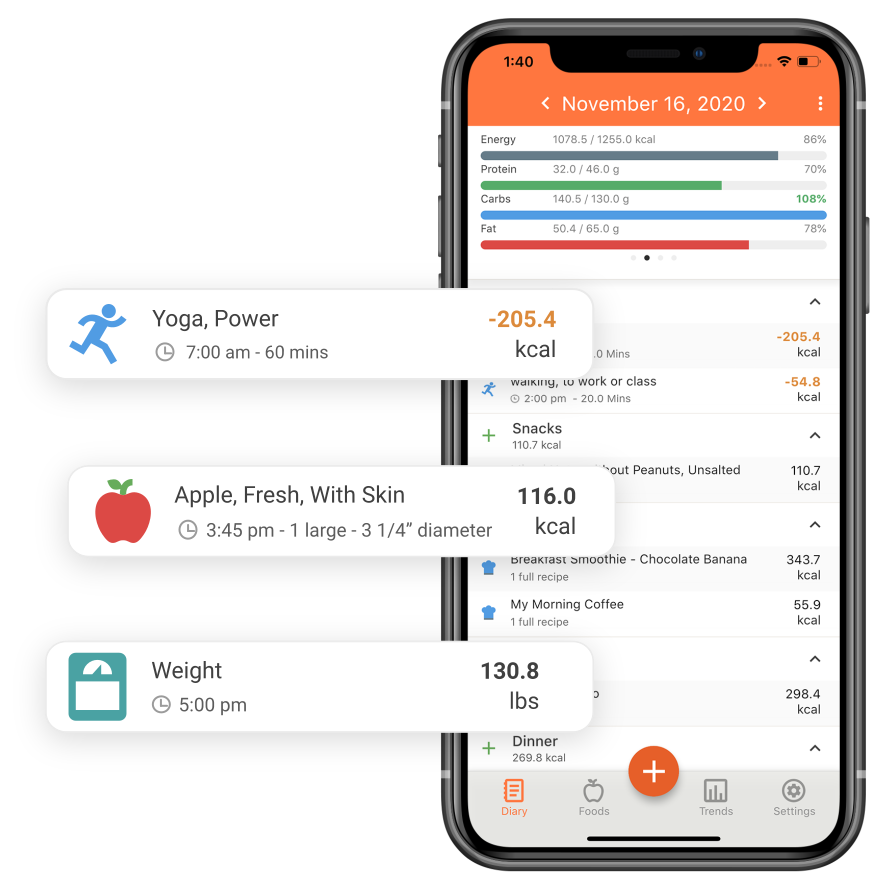 1:40
November 16, 2020
Energy 1078.5 / 1255.0 kcal 86%
Protein 32.0 / 46.0 g 70%
Carbs 140.5 / 130.0 g 108%
Fat 50.4 / 65.0 g 78%
Yoga, Power -205.4
7:00 am - 60 mins kcal
-205.4
.0 Mins kcal
walking, to work or class -54.8
2:00 pm - 20.0 Mins kcal
Snacks
110.7 kcal
Peanuts, Unsalted 110.7
kcal
Apple, Fresh, With Skin 116.0
3:45 pm - 1 large - 3 1/4” diameter kcal
Breakfast Smoothie - Chocolate Banana 343.7
1 full recipe kcal
My Morning Coffee 55.9
1 full recipe kcal
Weight 130.8
5:00 pm lbs
298.4
kcal
Dinner
269.8 kcal
+
Diary Foods Trends Settings